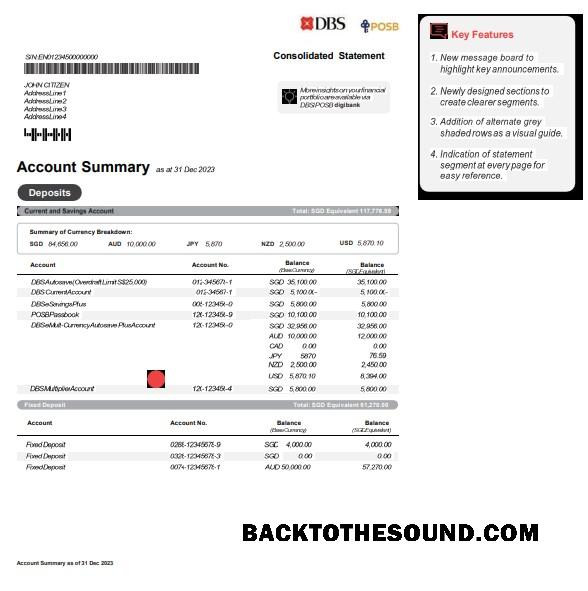 DBS
POSB
Key Features
1. New message board to
highlight key announcements.
2. Newly designed sections to
create clearer segments.
3. Addition of alternate grey
shaded rows as a visual guide.
4. Indication of statement
segment at every page for
easy reference.
S/N:EN01234500000000
Consolidated Statement
JOHN CITIZEN
AddressLine1
AddressLine2
AddressLine3
AddressLine4
More insights on your financial
portfolio are available via
DBS/POSB digibank
Account Summary as at 31 Dec 2023
Deposits
Current and Savings Account Total: SGD Equivalent 117,776.59
Summary of Currency Breakdown:
SGD 84,656.00 AUD 10,000.00 JPY 5,870 NZD 2,500.00 USD 5,870.10
Account Account No. Balance Balance
(Base Currency) (SGD Equivalent)
DBS Autosave (Overdraft Limit S$25,000) 012-34567-1 SGD 35,100.00 35,100.00
DBS Current Account 012-34567-1 SGD 5,100.00- 5,100.00-
DBS eSavings Plus 001-12345-0 SGD 5,800.00 5,800.00
POSB Passbook 120-12345-9 SGD 10,100.00 10,100.00
DBS eMulti-Currency Autosave Plus Account 120-12345-0 SGD 32,956.00 32,956.00
AUD 10,000.00 12,000.00
CAD 0.00 0.00
JPY 5870 76.59
NZD 2,500.00 2,450.00
USD 5,870.10 8,394.00
DBS Multiplier Account 120-12345-4 SGD 5,800.00 5,800.00
Fixed Deposit Total: SGD Equivalent 61,270.00
Account Account No. Balance Balance
(Base Currency) (SGD Equivalent)
Fixed Deposit 0288-1234567-9 SGD 4,000.00 4,000.00
Fixed Deposit 0328-1234567-3 SGD 0.00 0.00
Fixed Deposit 0074-1234567-1 AUD 50,000.00 57,270.00
BACKTOTHESOUND.COM
Account Summary as of 31 Dec 2023